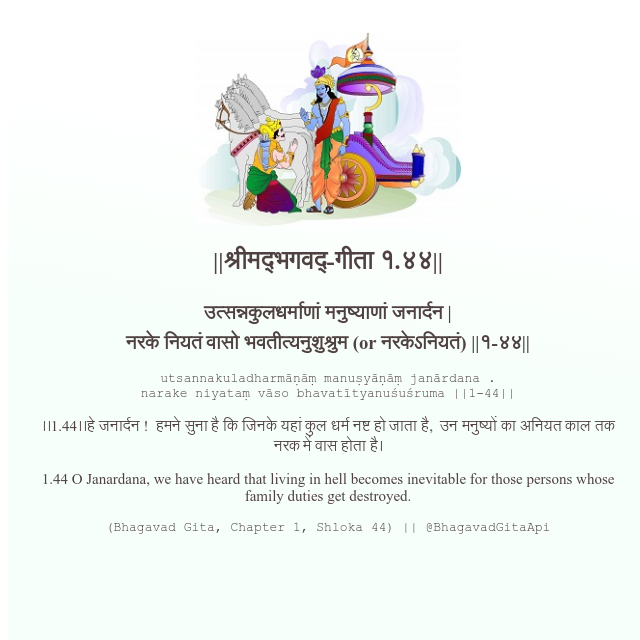 ||श्रीमद्‍भगवद्‍-गीता १.४४||
उत्सन्नकुलधर्माणां मनुष्याणां जनार्दन |
नरके नियतं वासो भवतीत्यनुशुश्रुम (or नरकेऽनियतं) ||१-४४||
utsannakuladharmāṇāṃ manuṣyāṇāṃ janārdana .
narake niyataṃ vāso bhavatītyanuśuśruma ||1-44||
।।1.44।।हे जनार्दन ! हमने सुना है कि जिनके यहां कुल धर्म नष्ट हो जाता है, उन मनुष्यों का अनियत काल तक
नरक में वास होता है।
1.44 O Janardana, we have heard that living in hell becomes inevitable for those persons whose
family duties get destroyed.
(Bhagavad Gita, Chapter 1, Shloka 44) || @BhagavadGitaApi